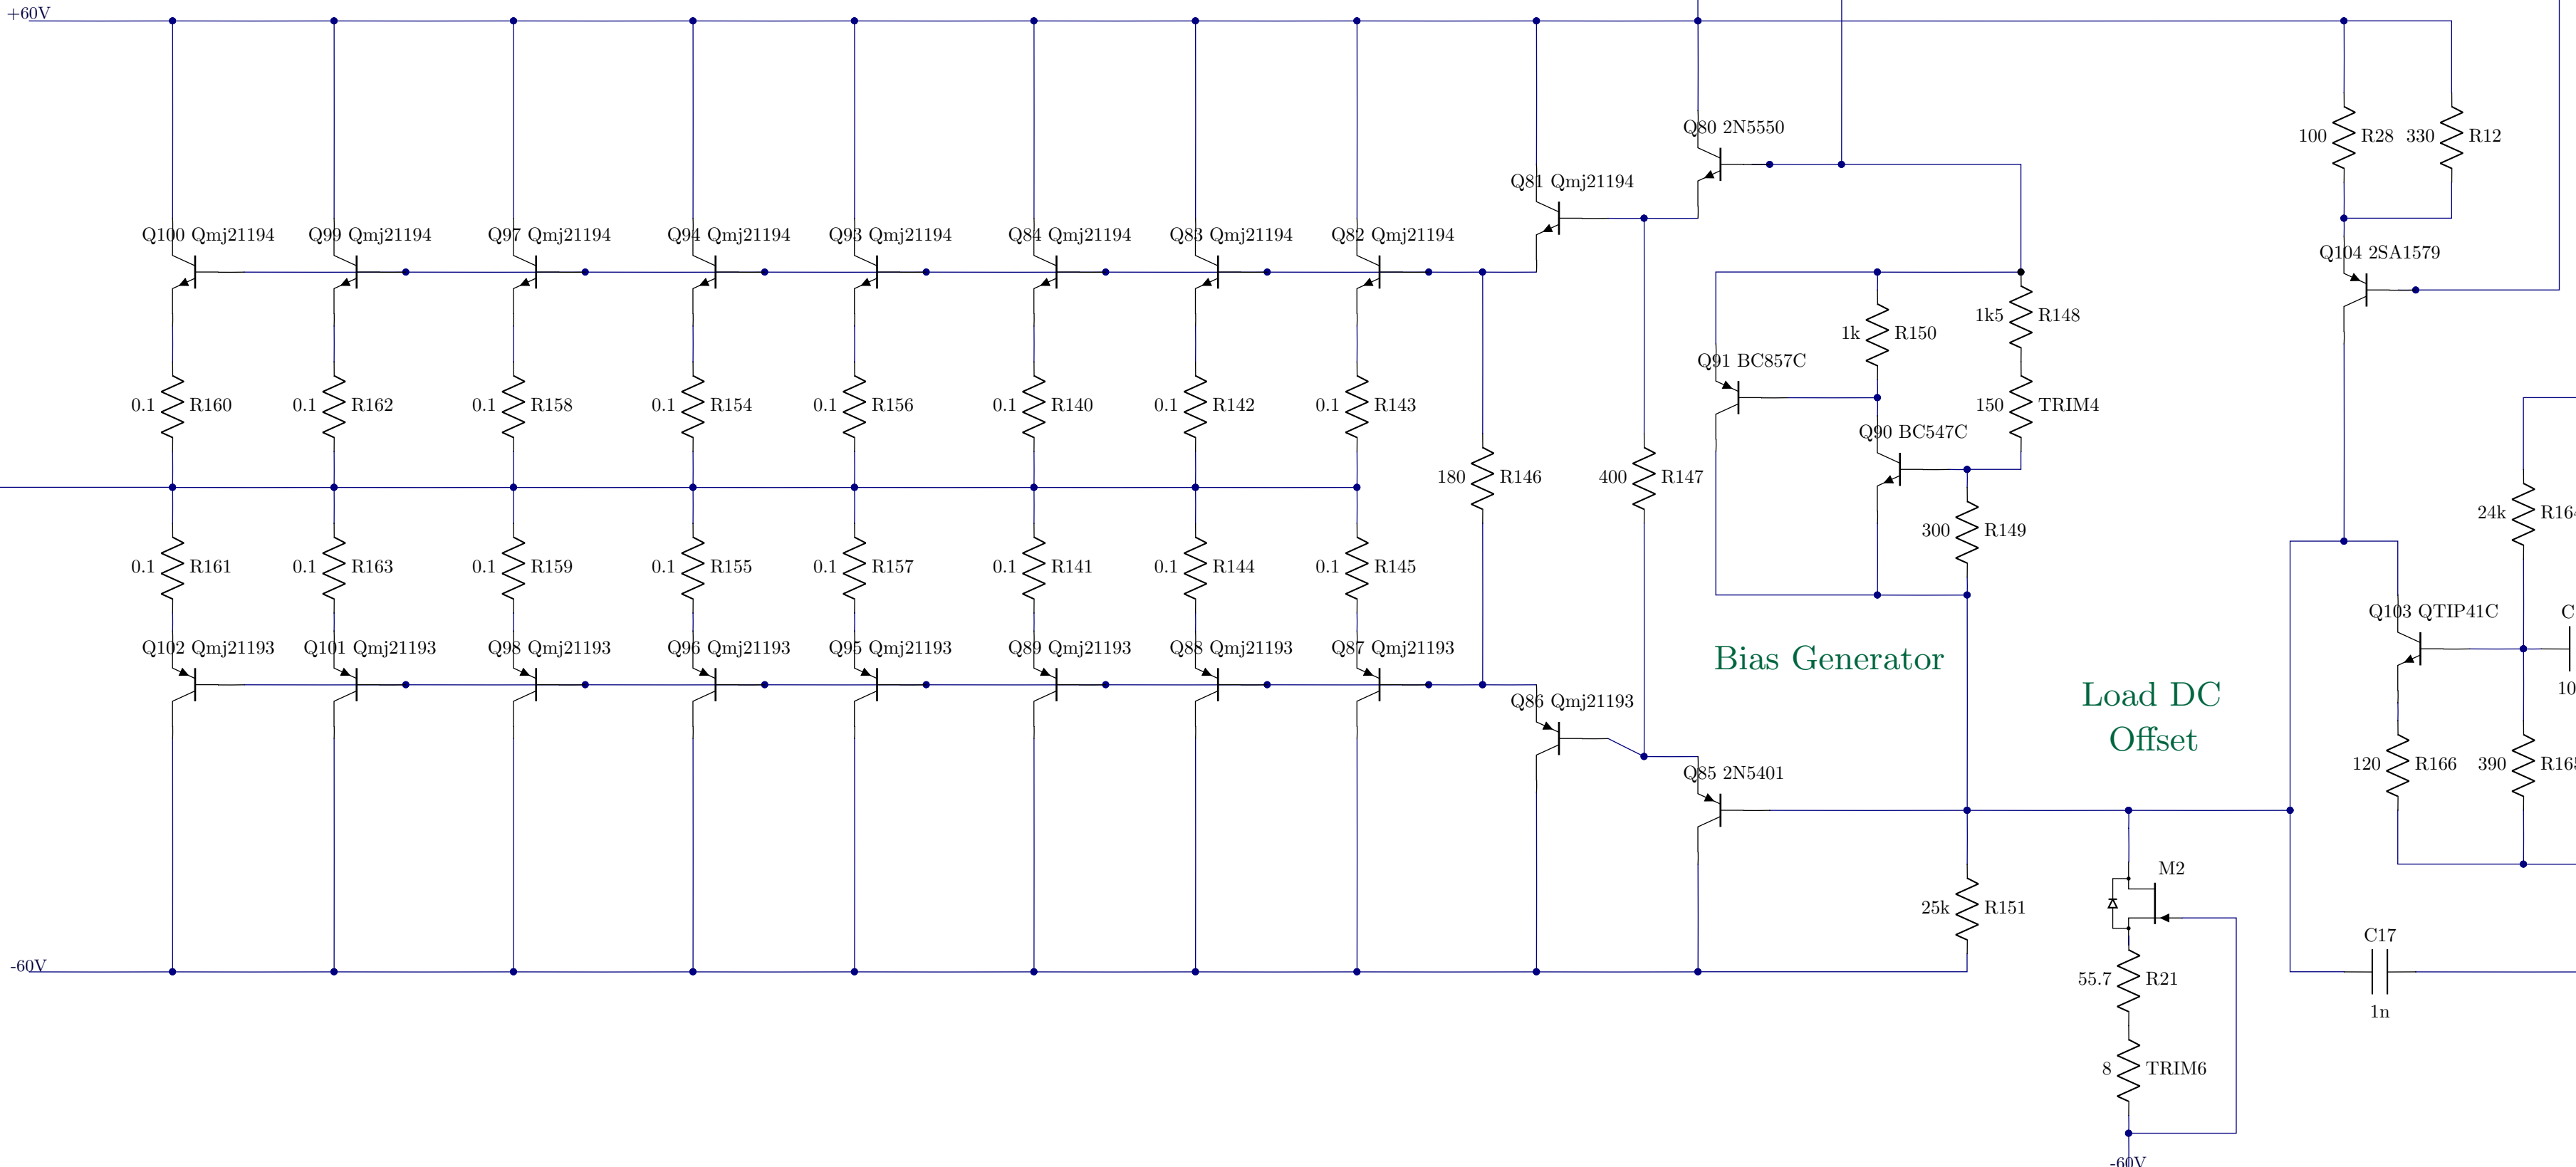 +60V
Q80 2N5550
100 R28 330 R12
Q81 Qmj21194
Q100 Qmj21194 Q99 Qmj21194 Q97 Qmj21194 Q94 Qmj21194 Q93 Qmj21194 Q84 Qmj21194 Q83 Qmj21194 Q82 Qmj21194
Q104 2SA1579
1k5 R148
1k R150
Q91 BC857C
0.1 R160 0.1 R162 0.1 R158 0.1 R154 0.1 R156 0.1 R140 0.1 R142 0.1 R143
150 TRIM4
Q90 BC547C
180 R146 400 R147
24k
300 R149
0.1 R161 0.1 R163 0.1 R159 0.1 R155 0.1 R157 0.1 R141 0.1 R144 0.1 R145
Q103 QTIP41C
Q102 Qmj21193 Q101 Qmj21193 Q98 Qmj21193 Q96 Qmj21193 Q95 Qmj21193 Q89 Qmj21193 Q88 Qmj21193 Q87 Qmj21193
Bias Generator
Load DC
Offset
Q86 Qmj21193
120 R166 390
Q85 2N5401
M2
25k R151
C17
-60V
55.7 R21
1n
8 TRIM6
-60V